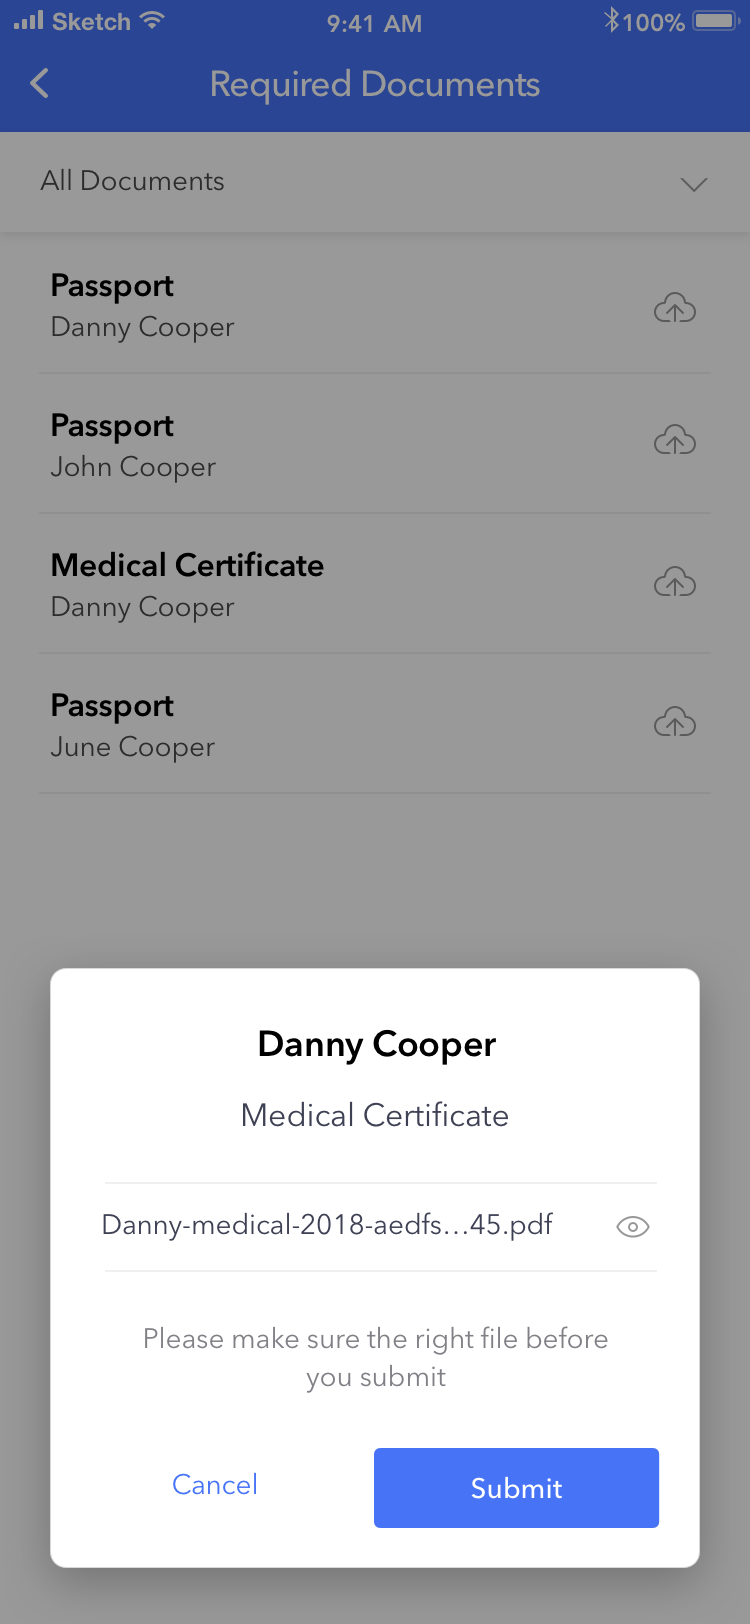 Sketch 9:41 AM 100%
Required Documents
All Documents
Passport
Danny Cooper
Passport
John Cooper
Medical Certificate
Danny Cooper
Passport
June Cooper
Danny Cooper
Medical Certificate
Danny-medical-2018-aedfs...45.pdf
Please make sure the right file before
you submit
Cancel Submit